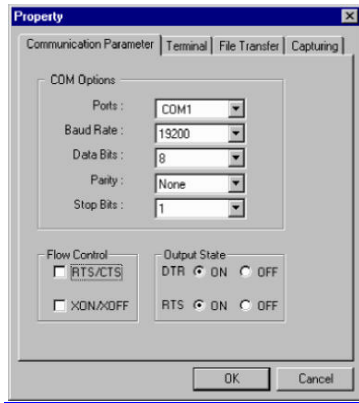 Property
Communication Parameter Terminal File Transfer Capturing
COM Options
Ports : COM1
Baud Rate : 19200
Data Bits : 8
Parity : None
Stop Bits : 1
Flow Control
RTS/CTS
XON/XOFF
Output State
DTR ON OFF
RTS ON OFF
OK Cancel